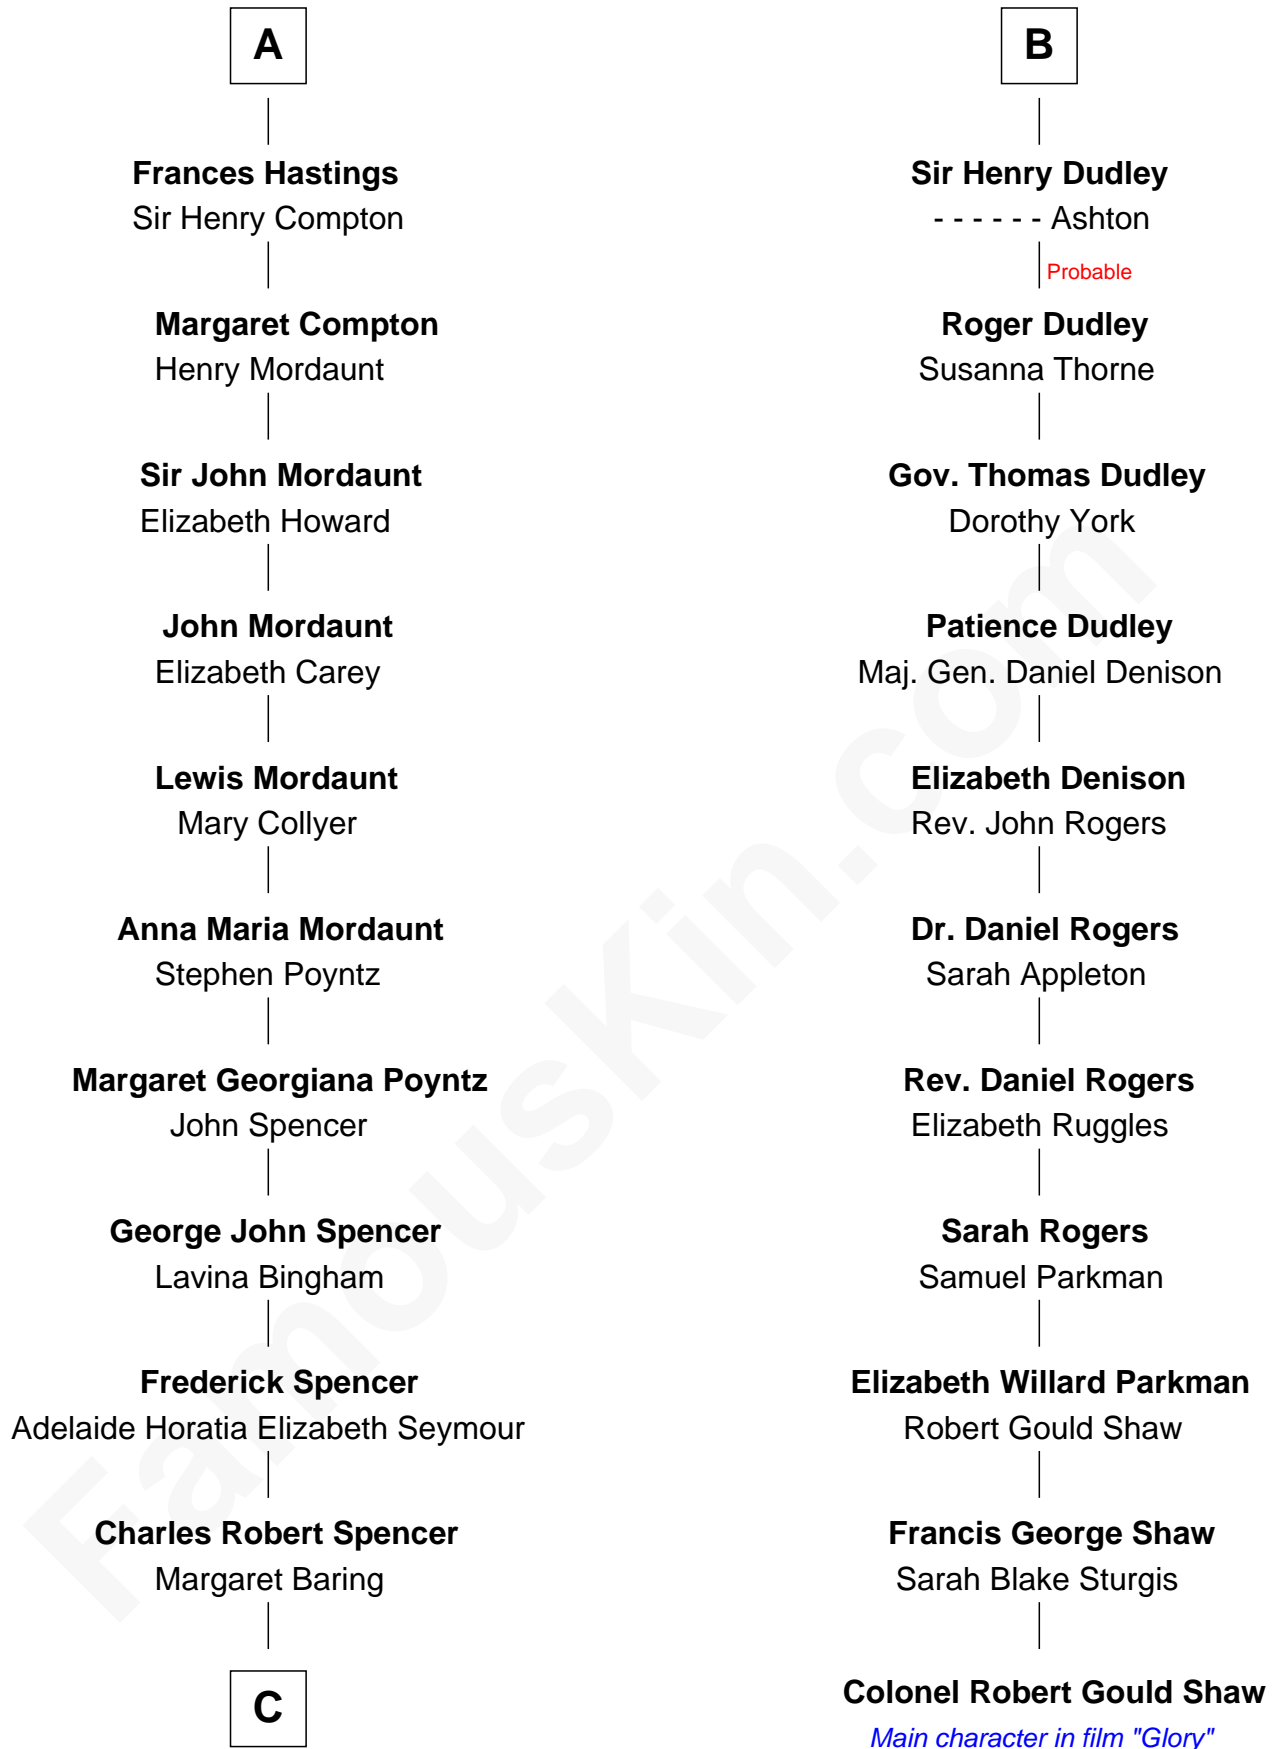 A
Frances Hastings
Sir Henry Compton
Margaret Compton
Henry Mordaunt
Sir John Mordaunt
Elizabeth Howard
John Mordaunt
Elizabeth Carey
Lewis Mordaunt
Mary Collyer
Anna Maria Mordaunt
Stephen Poyntz
Margaret Georgiana Poyntz
John Spencer
George John Spencer
Lavina Bingham
Frederick Spencer
Adelaide Horatia Elizabeth Seymour
Charles Robert Spencer
Margaret Baring
C
B
Sir Henry Dudley
- - - - - - Ashton
Probable
Roger Dudley
Susanna Thorne
Gov. Thomas Dudley
Dorothy York
Patience Dudley
Maj. Gen. Daniel Denison
Elizabeth Denison
Rev. John Rogers
Dr. Daniel Rogers
Sarah Appleton
Rev. Daniel Rogers
Elizabeth Ruggles
Sarah Rogers
Samuel Parkman
Elizabeth Willard Parkman
Robert Gould Shaw
Francis George Shaw
Sarah Blake Sturgis
Colonel Robert Gould Shaw
Main character in film "Glory"
FamousKin.com